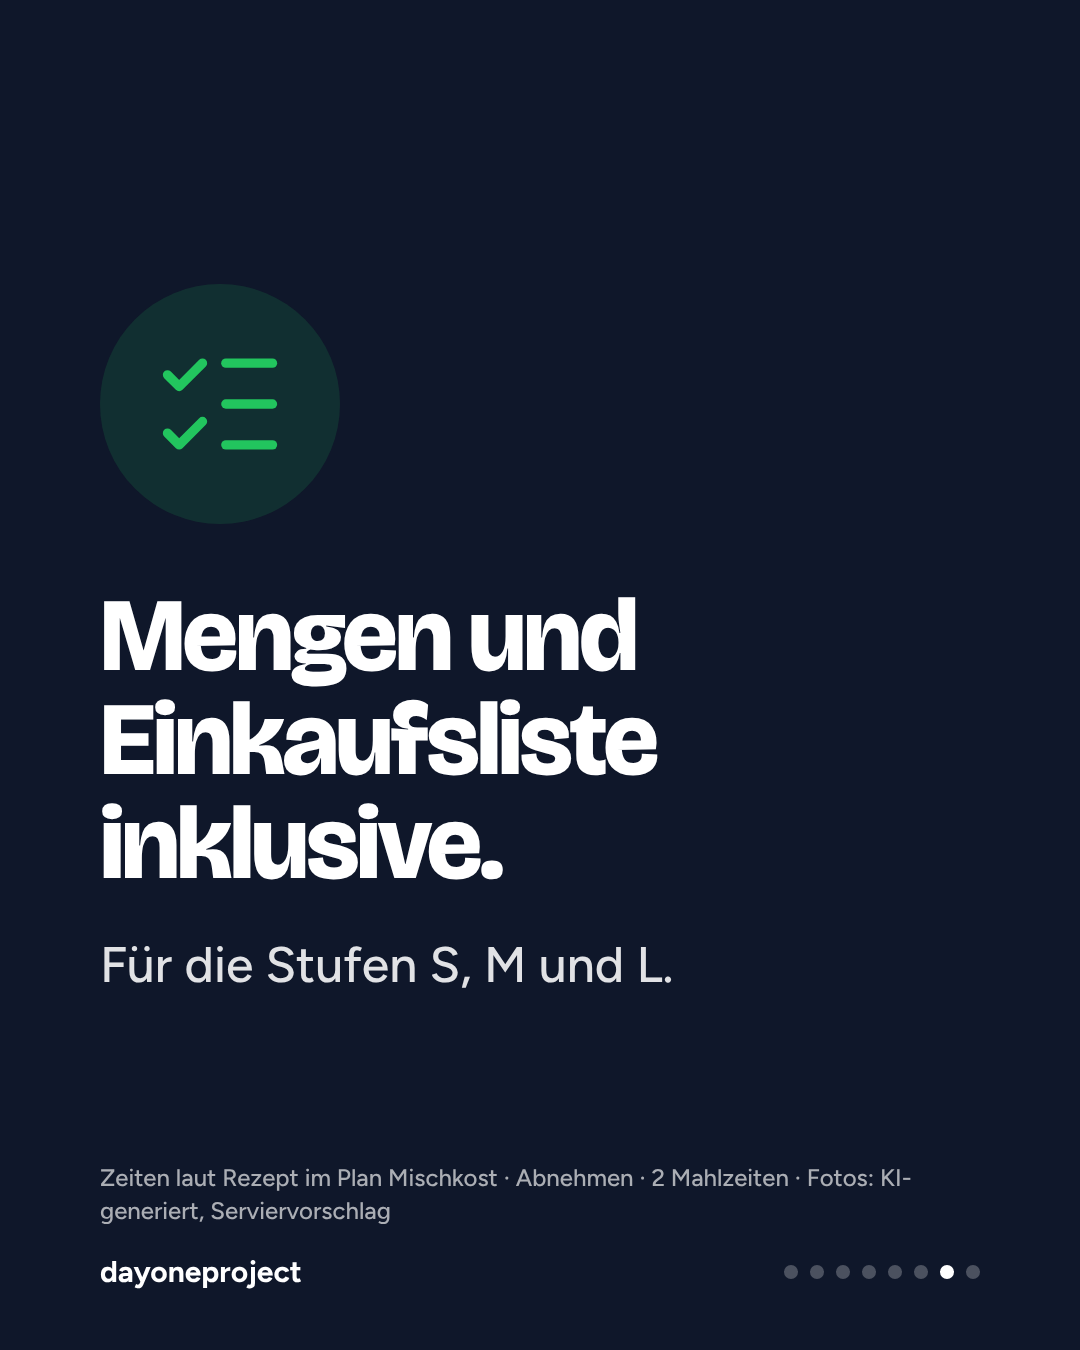 Mengen und
Einkaufsliste
inklusive.
Für die Stufen S, M und L.
Zeiten laut Rezept im Plan Mischkost · Abnehmen · 2 Mahlzeiten · Fotos: KI-
generiert, Serviervorschlag
dayoneproject